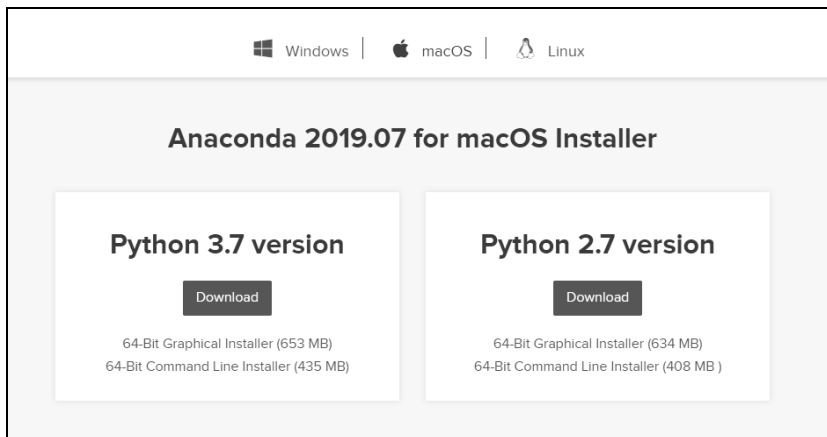 Windows | macOS | Linux
Anaconda 2019.07 for macOS Installer
Python 3.7 version
Download
64-Bit Graphical Installer (653 MB)
64-Bit Command Line Installer (435 MB)
Python 2.7 version
Download
64-Bit Graphical Installer (634 MB)
64-Bit Command Line Installer (408 MB )